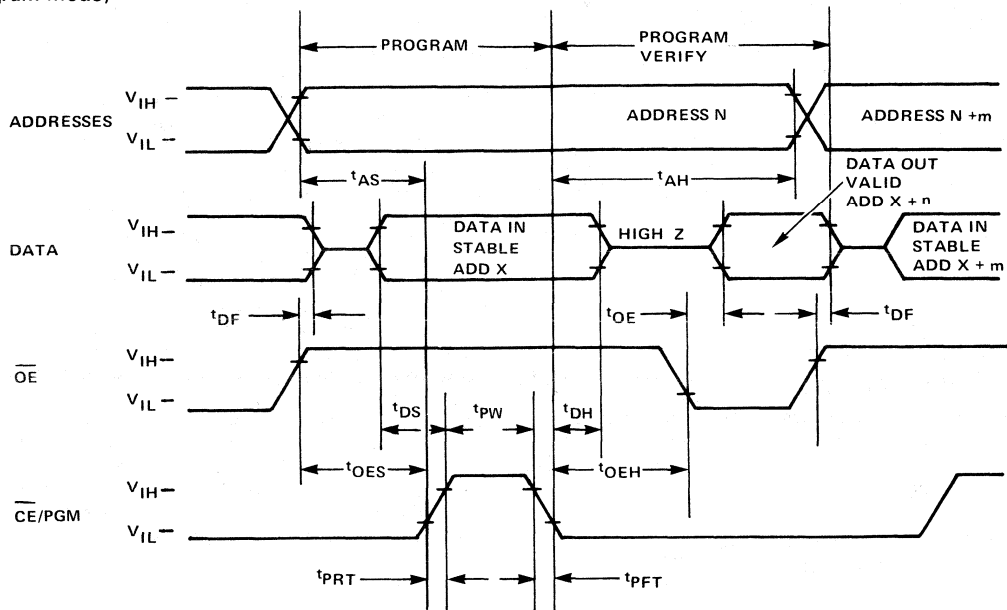 gram mode)
PROGRAM
PROGRAM
VERIFY
ADDRESSES
VIH
VIL
ADDRESS N
ADDRESS N +m
tAS
tAH
DATA OUT
VALID
ADD X + n
DATA
VIH
VIL
DATA IN
STABLE
ADD X
HIGH Z
DATA IN
STABLE
ADD X + m
tDF
tOE
tDF
OE
VIH
VIL
tDS
tPW
tDH
tOES
tOEH
CE/PGM
VIH
VIL
tPRT
tPFT